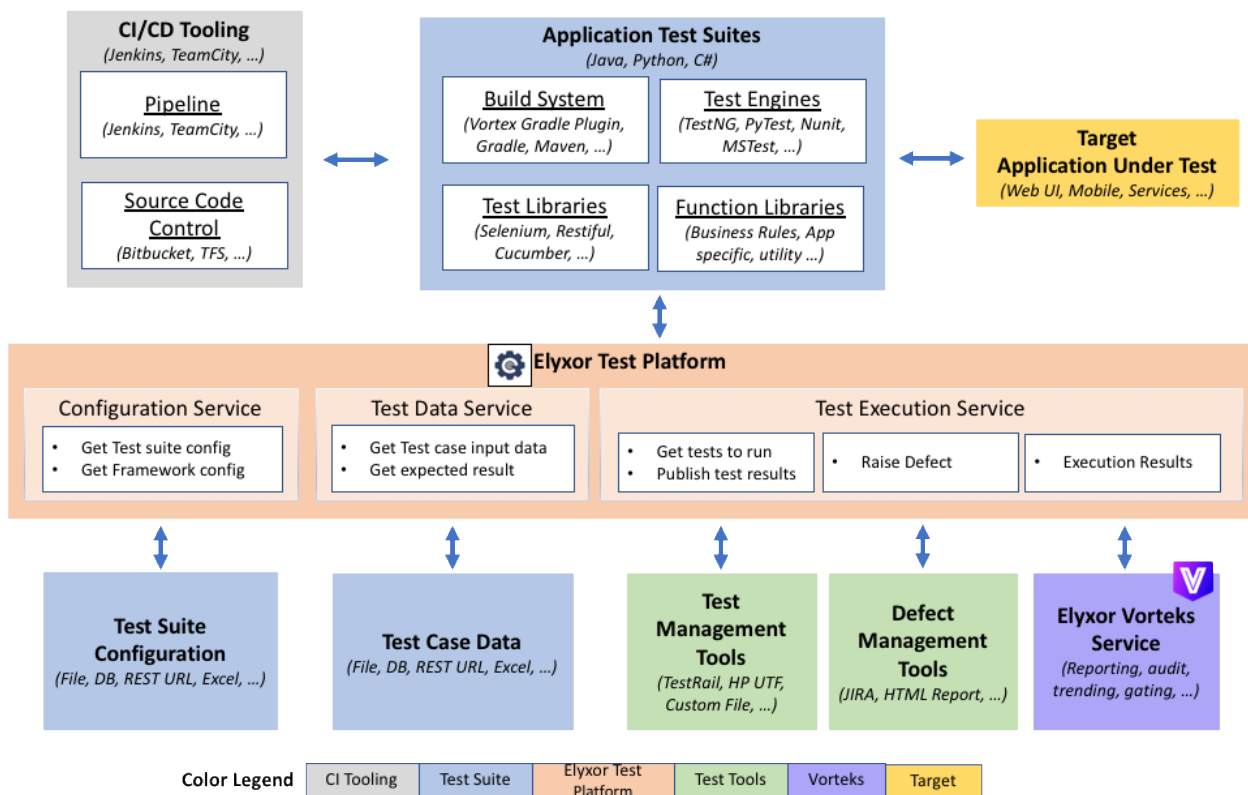 CI/CD Tooling
(Jenkins, TeamCity, ...)
Pipeline
(Jenkins, TeamCity, ...)
Source Code
Control
(Bitbucket, TFS, ...)
Application Test Suites
(Java, Python, C#)
Build System
(Vortex Gradle Plugin,
Gradle, Maven, ...)
Test Engines
(TestNG, PyTest, Nunit,
MSTest, ...)
Test Libraries
(Selenium, Restiful,
Cucumber, ...)
Function Libraries
(Business Rules, App
specific, utility ...)
Target
Application Under Test
(Web UI, Mobile, Services, ...)
Elyxor Test Platform
Configuration Service
• Get Test suite config
• Get Framework config
Test Data Service
• Get Test case input data
• Get expected result
Test Execution Service
• Get tests to run
• Publish test results
• Raise Defect
• Execution Results
Test Suite
Configuration
(File, DB, REST URL, Excel, ...)
Test Case Data
(File, DB, REST URL, Excel, ...)
Test
Management
Tools
(TestRail, HP UTF,
Custom File, ...)
Defect
Management
Tools
(JIRA, HTML Report, ...)
V
Elyxor Vorteks
Service
(Reporting, audit,
trending, gating, ...)
Color Legend
CI Tooling
Test Suite
Elyxor Test
Platform
Test Tools
Vorteks
Target